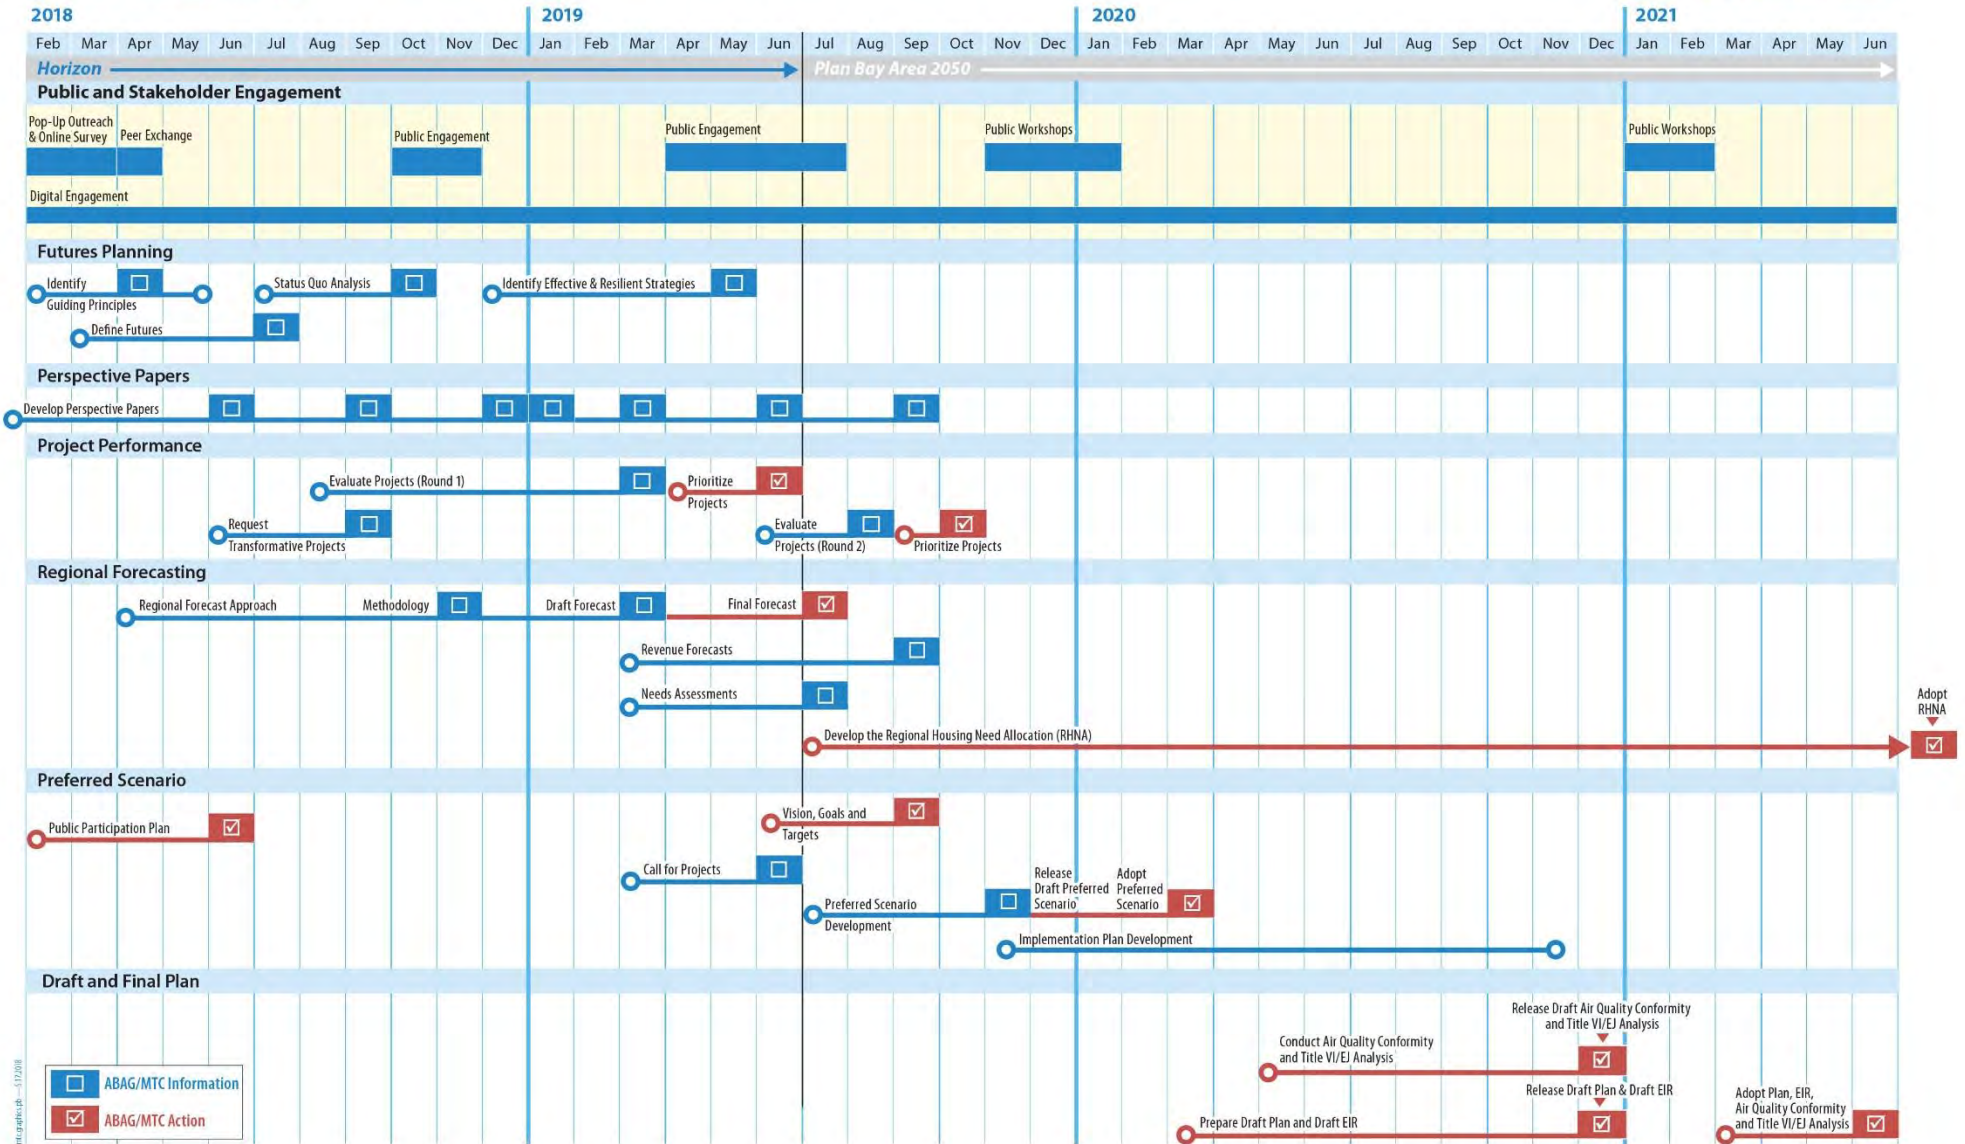 2018 2019 2020 2021
Feb Mar Apr May Jun Jul Aug Sep Oct Nov Dec Jan Feb Mar Apr May Jun Jul Aug Sep Oct Nov Dec Jan Feb Mar Apr May Jun Jul Aug Sep Oct Nov Dec Jan Feb Mar Apr May Jun
Horizon Plan Bay Area 2050
Public and Stakeholder Engagement
Pop-Up Outreach
& Online Survey
Peer Exchange
Public Engagement
Public Engagement
Public Workshops
Public Workshops
Digital Engagement
Futures Planning
Identify
Guiding Principles
Status Quo Analysis
Identify Effective & Resilient Strategies
Define Futures
Perspective Papers
Develop Perspective Papers
Project Performance
Evaluate Projects (Round 1)
Prioritize
Projects
Request
Transformative Projects
Evaluate
Projects (Round 2)
Prioritize Projects
Regional Forecasting
Regional Forecast Approach
Methodology
Draft Forecast
Final Forecast
Revenue Forecasts
Needs Assessments
Develop the Regional Housing Need Allocation (RHNA)
Adopt
RHNA
Preferred Scenario
Public Participation Plan
Vision, Goals and
Targets
Call for Projects
Preferred Scenario
Development
Release
Draft Preferred
Scenario
Adopt
Preferred
Scenario
Implementation Plan Development
Draft and Final Plan
Release Draft Air Quality Conformity
and Title VI/EJ Analysis
Conduct Air Quality Conformity
and Title VI/EJ Analysis
Release Draft Plan & Draft EIR
Prepare Draft Plan and Draft EIR
Adopt Plan, EIR,
Air Quality Conformity
and Title VI/EJ Analysis
ABAG/MTC Information
ABAG/MTC Action